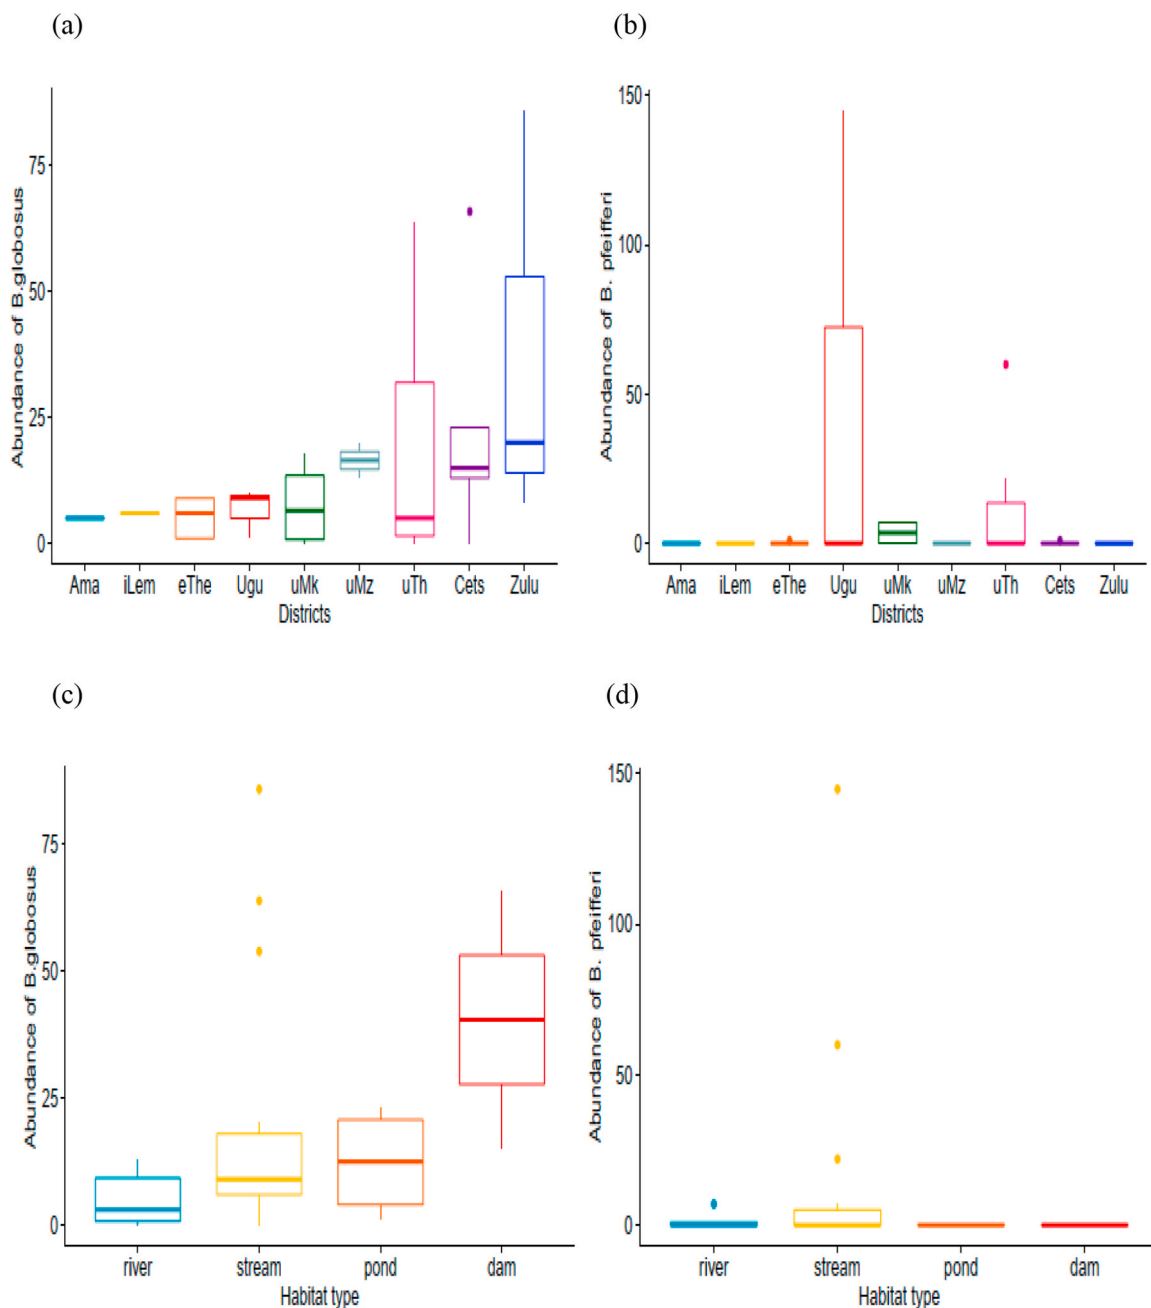 (a)
Abundance of B.globosus
75
50
25
0
Ama iLem eThe Ugu uMk uMz uTh Cets Zulu
Districts
(b)
Abundance of B. pfeifferi
150
100
50
0
Ama iLem eThe Ugu uMk uMz uTh Cets Zulu
Districts
(c)
Abundance of B.globosus
75
50
25
0
river stream pond dam
Habitat type
(d)
Abundance of B. pfeifferi
150
100
50
0
river stream pond dam
Habitat type